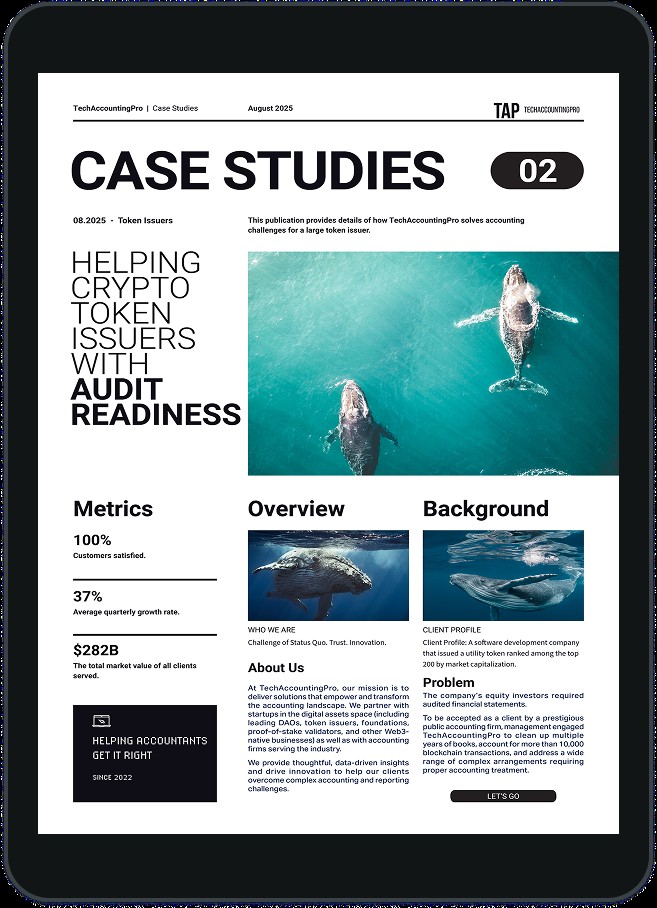 TechAccountingPro | Case Studies
August 2025
TAP TECHACCOUNTINGPRO
CASE STUDIES
02
08.2025 - Token Issuers
This publication provides details of how TechAccountingPro solves accounting
challenges for a large token issuer.
HELPING
CRYPTO
TOKEN
ISSUERS
WITH
AUDIT
READINESS
Metrics
100%
Customers satisfied.
37%
Average quarterly growth rate.
$282B
The total market value of all clients
served.
HELPING ACCOUNTANTS
GET IT RIGHT
SINCE 2022
Overview
WHO WE ARE
Challenge of Status Quo. Trust. Innovation.
About Us
At TechAccountingPro, our mission is to
deliver solutions that empower and transform
the accounting landscape. We partner with
startups in the digital assets space (including
leading DAOs, token issuers, foundations,
proof-of-stake validators, and other Web3-
native businesses) as well as with accounting
firms serving the industry.
We provide thoughtful, data-driven insights
and drive innovation to help our clients
overcome complex accounting and reporting
challenges.
Background
CLIENT PROFILE
Client Profile: A software development company
that issued a utility token ranked among the top
200 by market capitalization.
Problem
The company's equity investors required
audited financial statements.
To be accepted as a client by a prestigious
public accounting firm, management engaged
TechAccountingPro to clean up multiple
years of books, account for more than 10,000
blockchain transactions, and address a wide
range of complex arrangements requiring
proper accounting treatment.
LET'S GO